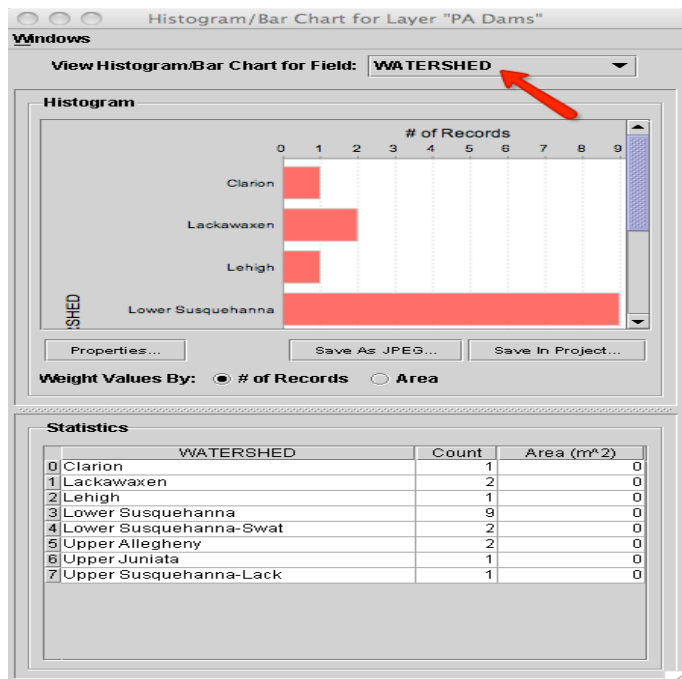 Histogram/Bar Chart for Layer "PA Dams"
Windows
View Histogram/Bar Chart for Field: WATERSHED
Histogram
# of Records
0 1 2 3 4 5 6 7 8 9
Clarion
Lackawaxen
Lehigh
Lower Susquehanna
SHED
Properties... Save As JPEG... Save In Project...
Weight Values By: # of Records Area
Statistics
WATERSHED Count Area (m^2)
0 Clarion 1 0
1 Lackawaxen 2 0
2 Lehigh 1 0
3 Lower Susquehanna 9 0
4 Lower Susquehanna-Swat 2 0
5 Upper Allegheny 2 0
6 Upper Juniata 1 0
7 Upper Susquehanna-Lack 1 0